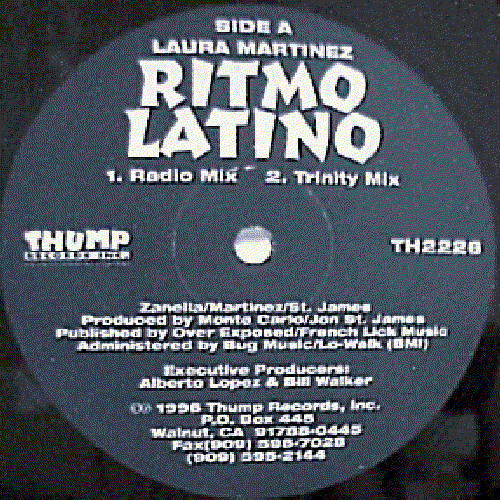 SIDE A
LAURA MARTINEZ
RITMO
LATINO
1. Radio Mix 2. Trinity Mix
THUMP
RECORDS INC.
TH2226
Zanella/Martinez/St. James
Produced by Monte Carlo/Jon St. James
Published by Over Exposed/French Lick Music
Administered by Bug Music/Lo-Walk (BMI)
Executive Producers:
Alberto Lopez & Bill Walker
℗© 1996 Thump Records, Inc.
P.O. Box 445
Walnut, CA 91788-0445
Fax(909) 598-7028
(909) 595-2144